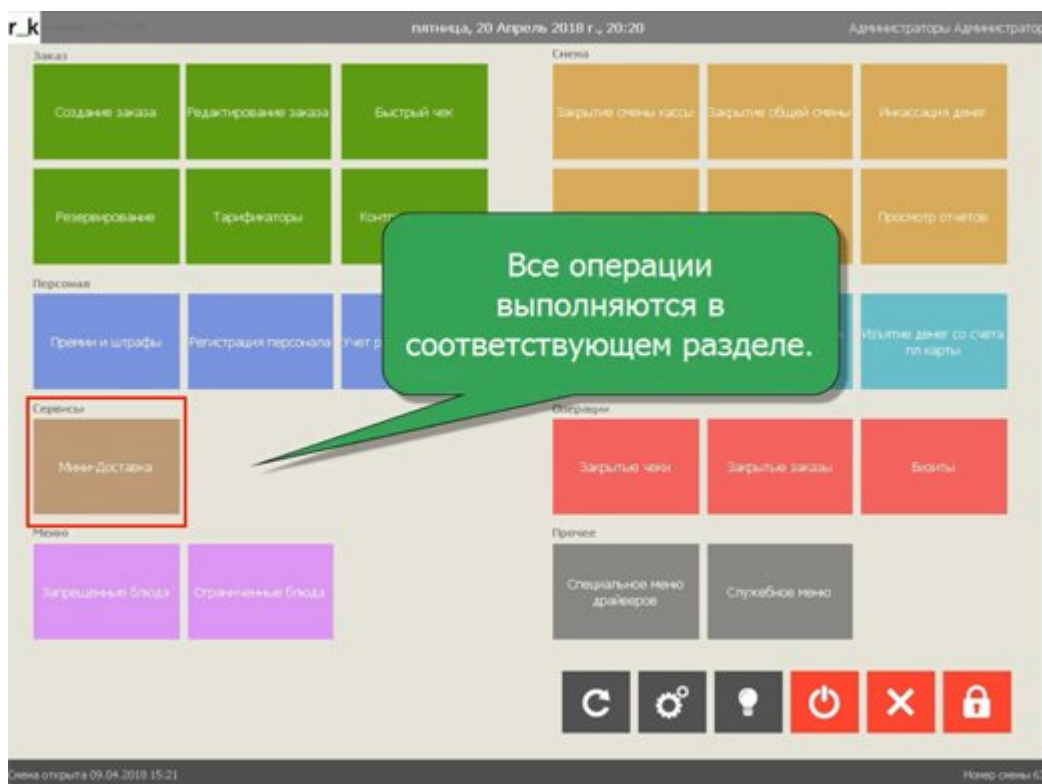 r_k
пятница, 20 Апрель 2018 г., 20:20
Администраторы Администратор
Заказ
Смена
Создание заказа
Редактирование заказа
Быстрый чек
Закрытие смены кассы
Закрытие общей смены
Инкассация денег
Резервирование
Тарификаторы
Просмотр отчетов
Все операции
выполняются в
соответствующем разделе.
Персонал
Премии и штрафы
Регистрация персонала
Учет р
Изъятие денег со счета
пл карты
Сервисы
Операции
Мини-Доставка
Закрытые чеки
Закрытые заказы
Визиты
Меню
Прочее
Запрещенные блюда
Ограниченные блюда
Специальное меню
драйверов
Служебное меню
Смена открыта 09.04.2018 15:21
Номер смены 6